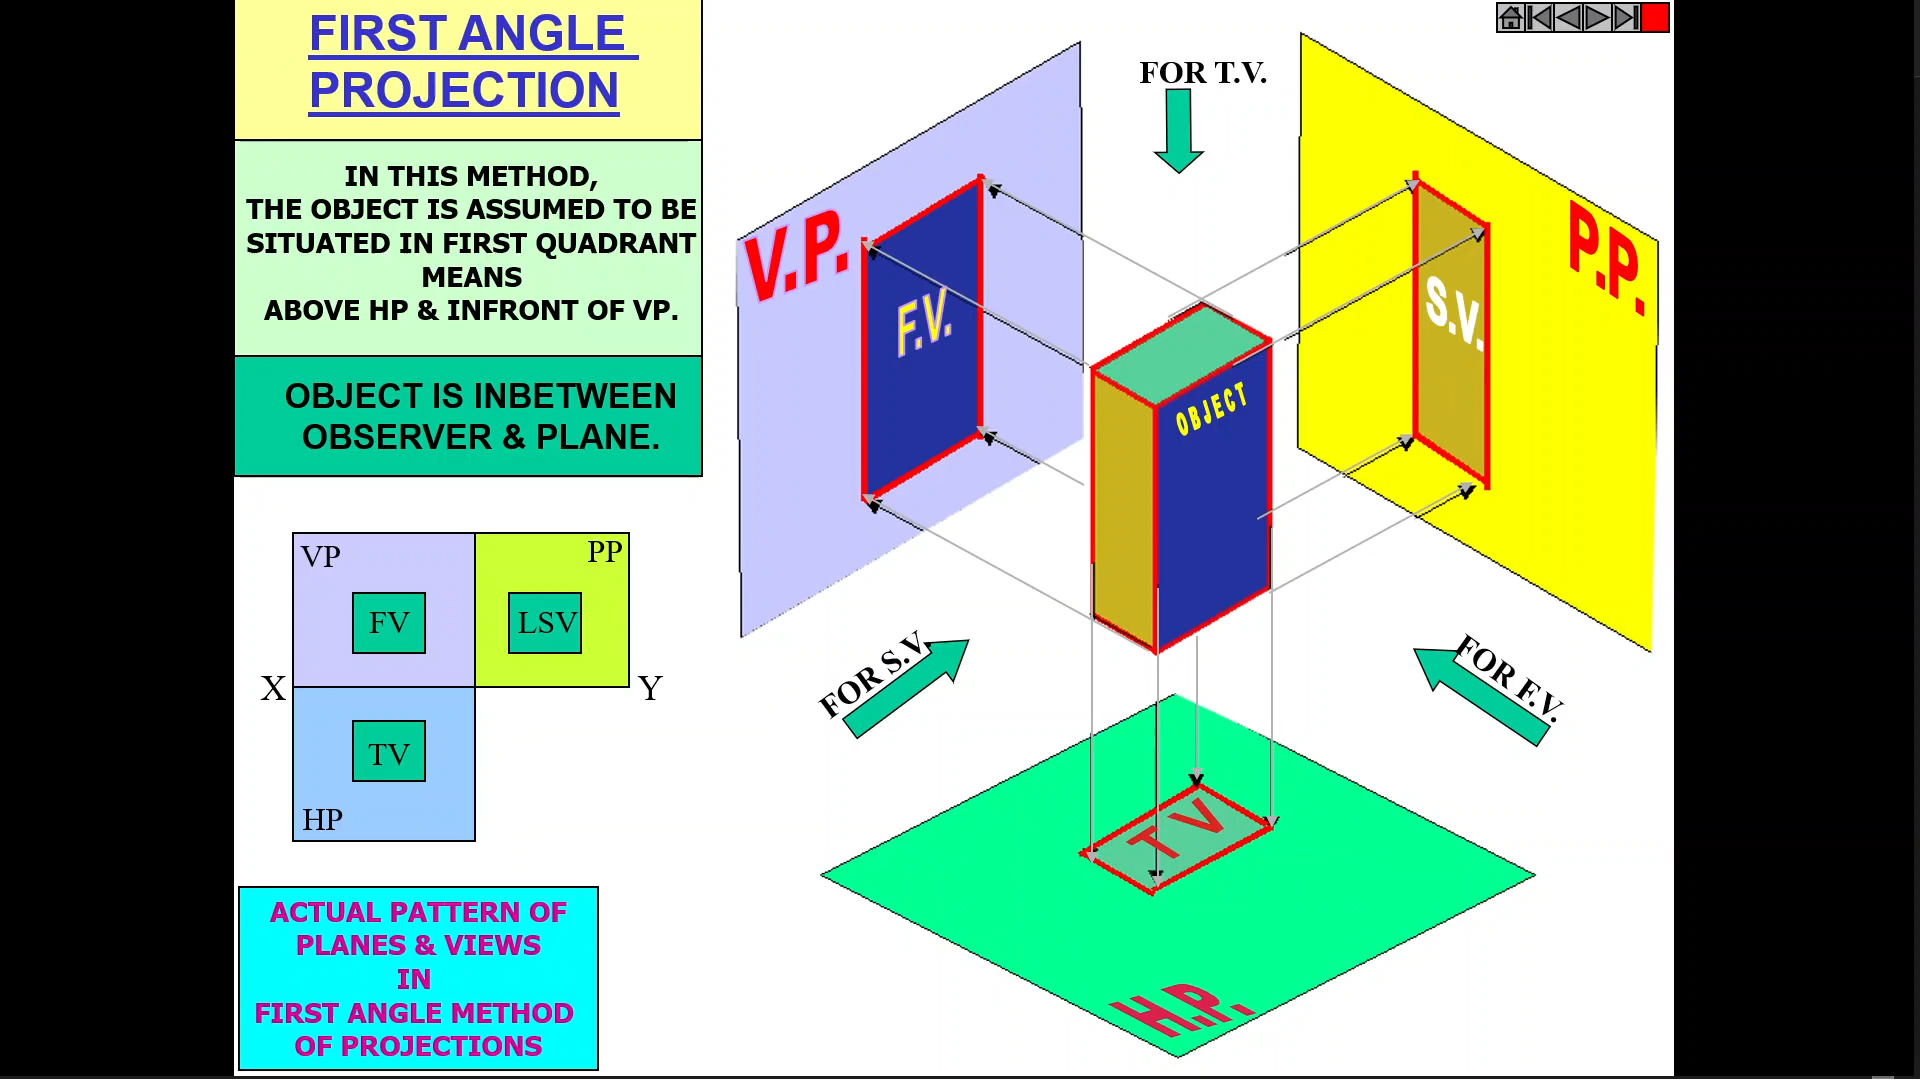 FIRST ANGLE
PROJECTION
IN THIS METHOD,
THE OBJECT IS ASSUMED TO BE
SITUATED IN FIRST QUADRANT
MEANS
ABOVE HP & INFRONT OF VP.
OBJECT IS INBETWEEN
OBSERVER & PLANE.
VP
PP
FV
LSV
X
Y
TV
HP
ACTUAL PATTERN OF
PLANES & VIEWS
IN
FIRST ANGLE METHOD
OF PROJECTIONS
FOR T.V.
V.P.
P.P.
F.V.
S.V.
OBJECT
FOR S.V.
FOR F.V.
T V
H.P.